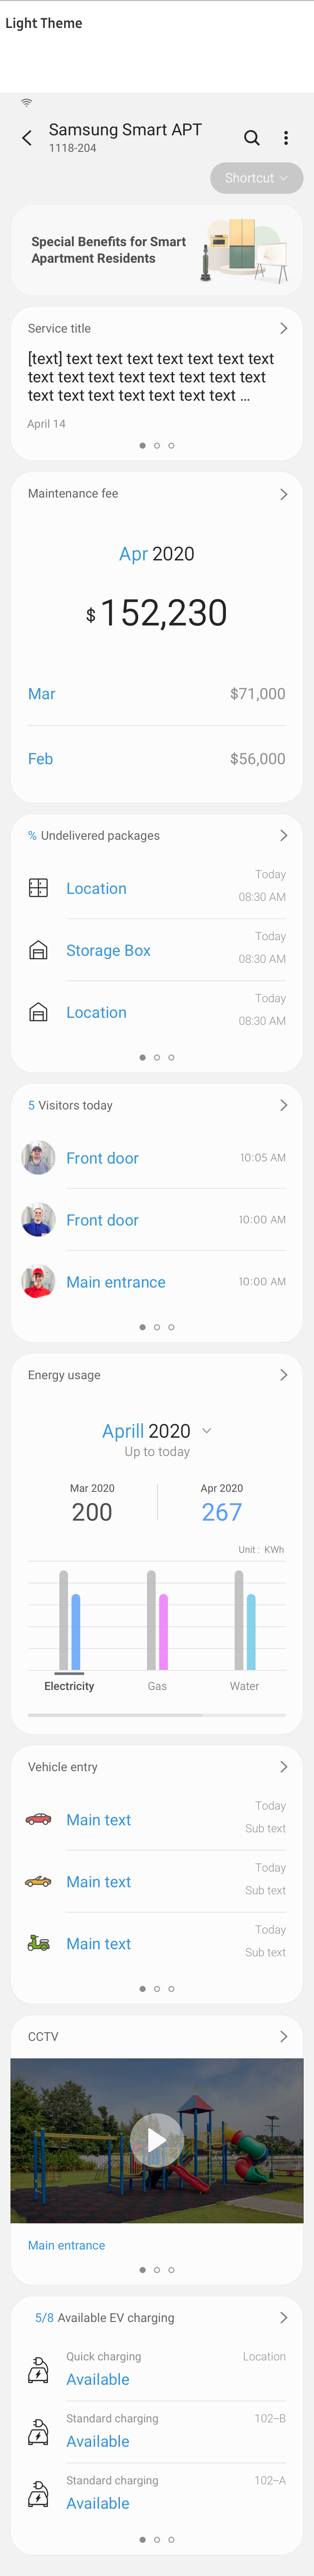 Light Theme
Samsung Smart APT
1118-204
Shortcut
Special Benefits for Smart
Apartment Residents
Service title
[text] text text text text text text text
text text text text text text text text
text text text text text text text ...
April 14
Maintenance fee
Apr 2020
$ 152,230
Mar $71,000
Feb $56,000
% Undelivered packages
Today
Location
08:30 AM
Today
Storage Box
08:30 AM
Today
Location
08:30 AM
5 Visitors today
Front door 10:05 AM
Front door 10:00 AM
Main entrance 10:00 AM
Energy usage
Aprill 2020
Up to today
Mar 2020 Apr 2020
200 267
Unit : KWh
Electricity Gas Water
Vehicle entry
Today
Main text
Sub text
Today
Main text
Sub text
Today
Main text
Sub text
CCTV
Main entrance
5/8 Available EV charging
Quick charging Location
Available
Standard charging 102-B
Available
Standard charging 102-A
Available